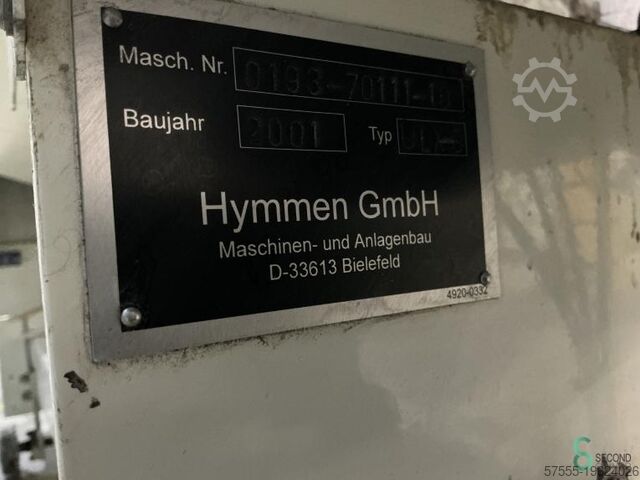 Masch. Nr. 0193-70111-10
Baujahr 2001 Typ
Hymmen GmbH
Maschinen- und Anlagenbau
D-33613 Bielefeld
4920-0332
SECOND
57555-19624026